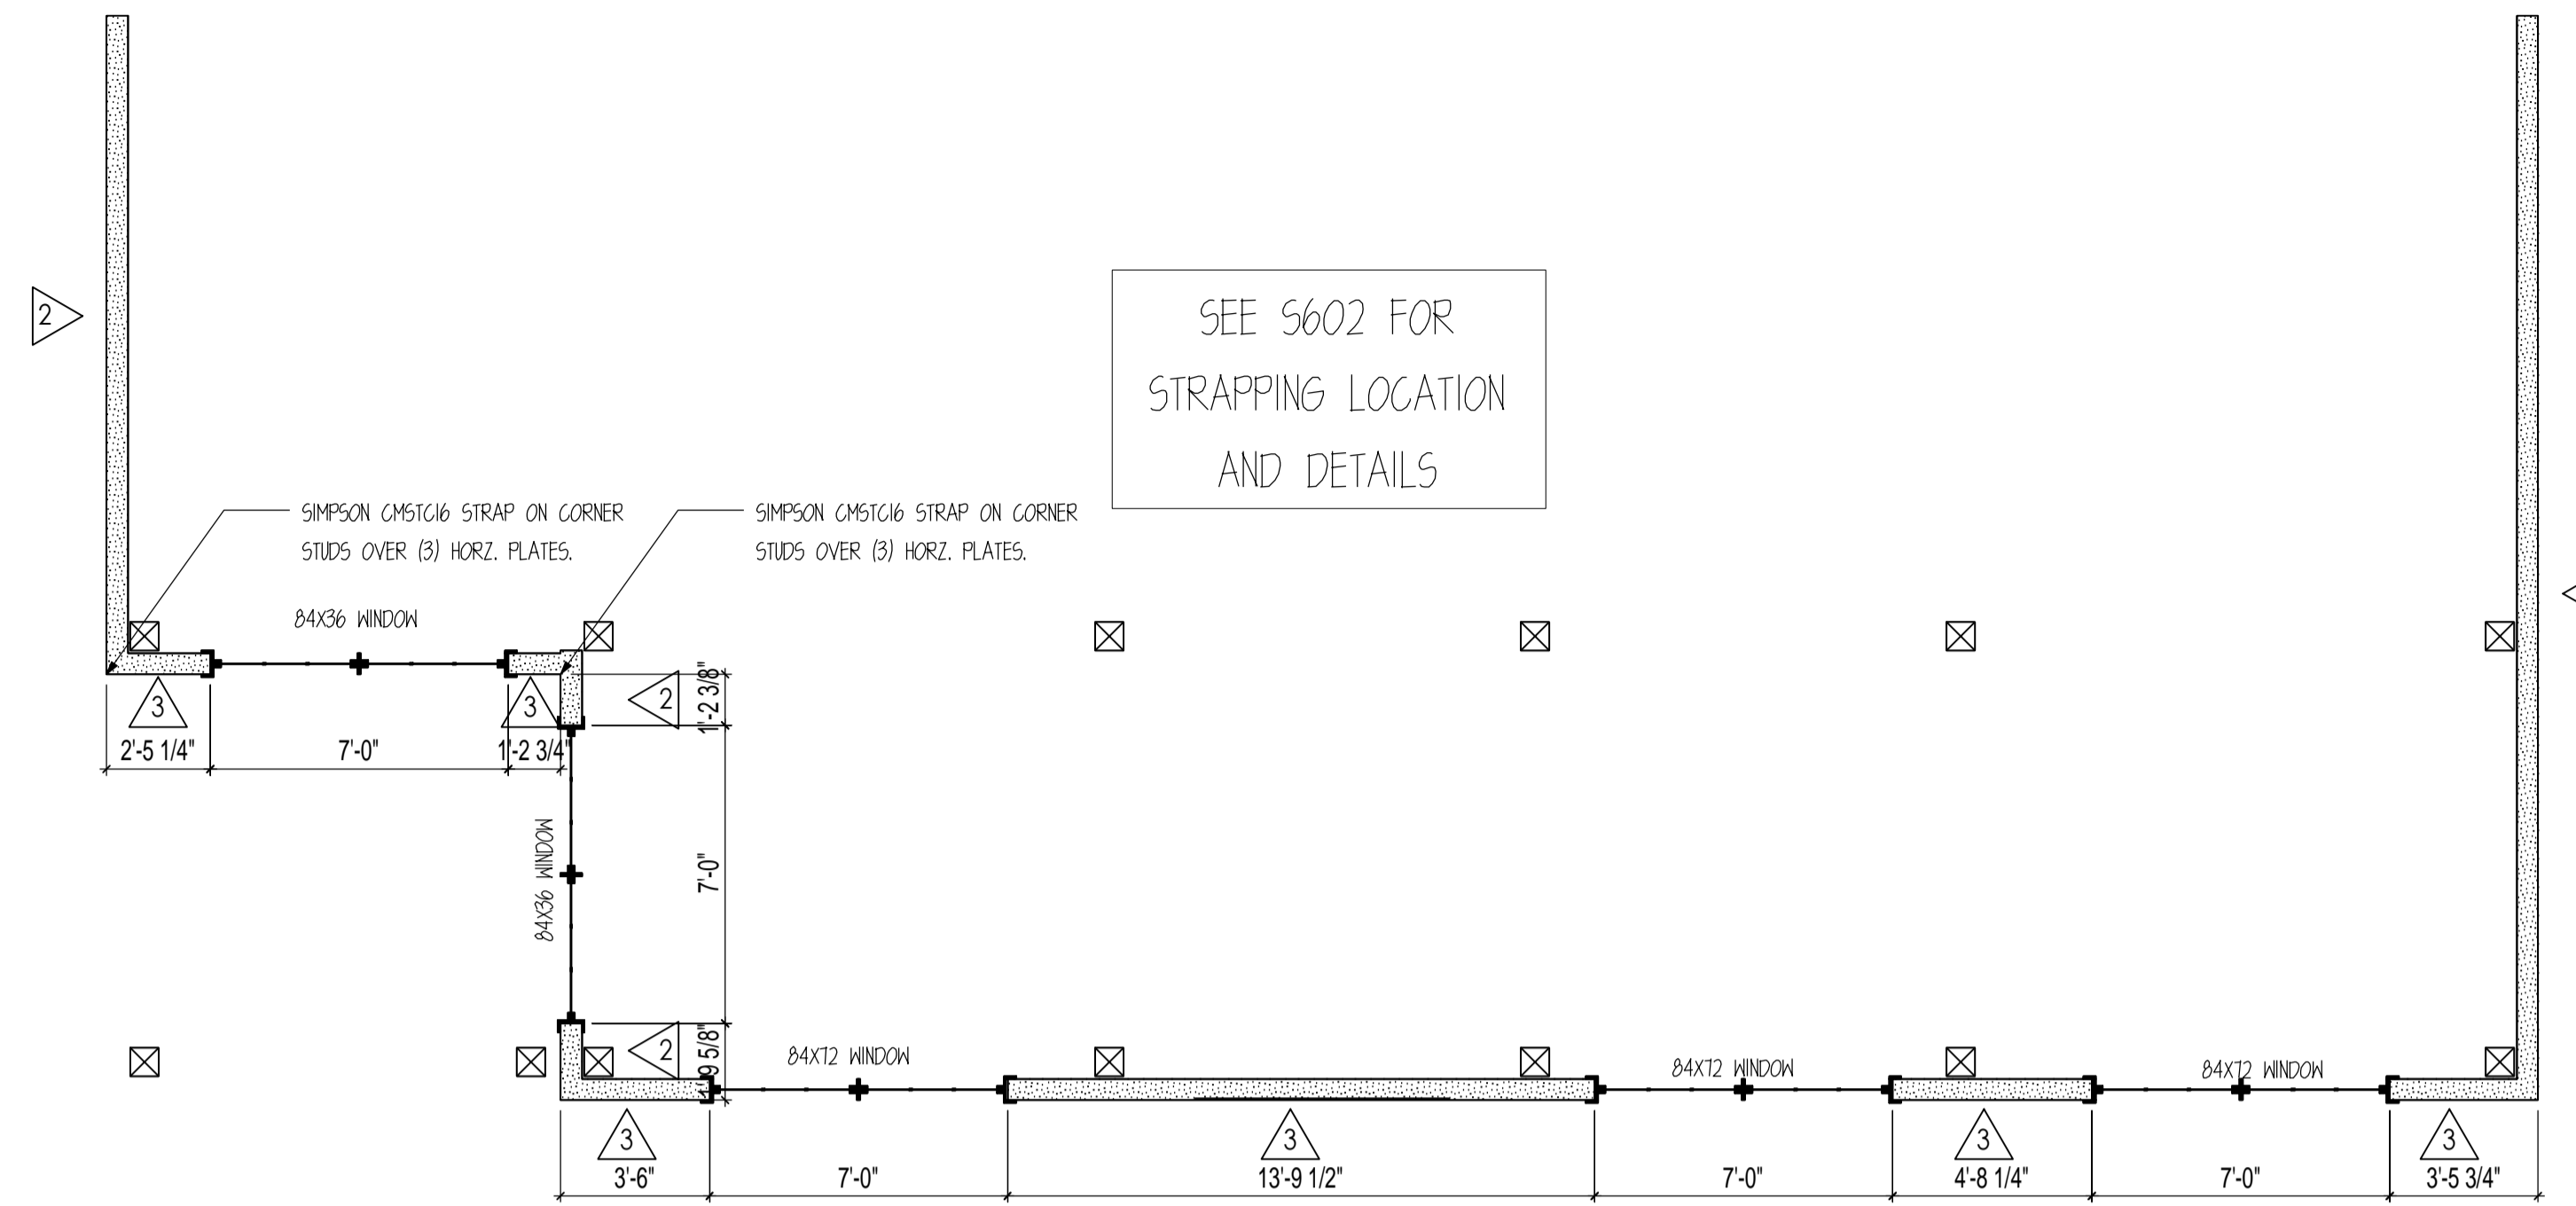 SEE S602 FOR
STRAPPING LOCATION
AND DETAILS
2
SIMPSON CMSTC16 STRAP ON CORNER
STUDS OVER (3) HORZ. PLATES.
SIMPSON CMSTC16 STRAP ON CORNER
STUDS OVER (3) HORZ. PLATES.
84X36 WINDOW
3
3
2
1'-2 3/8"
2'-5 1/4"
7'-0"
1'-2 3/4"
84X36 WINDOW
7'-0"
2
9 5/8"
84X72 WINDOW
84X72 WINDOW
84X72 WINDOW
3
3
3
3
3'-6"
7'-0"
13'-9 1/2"
7'-0"
4'-8 1/4"
7'-0"
3'-5 3/4"